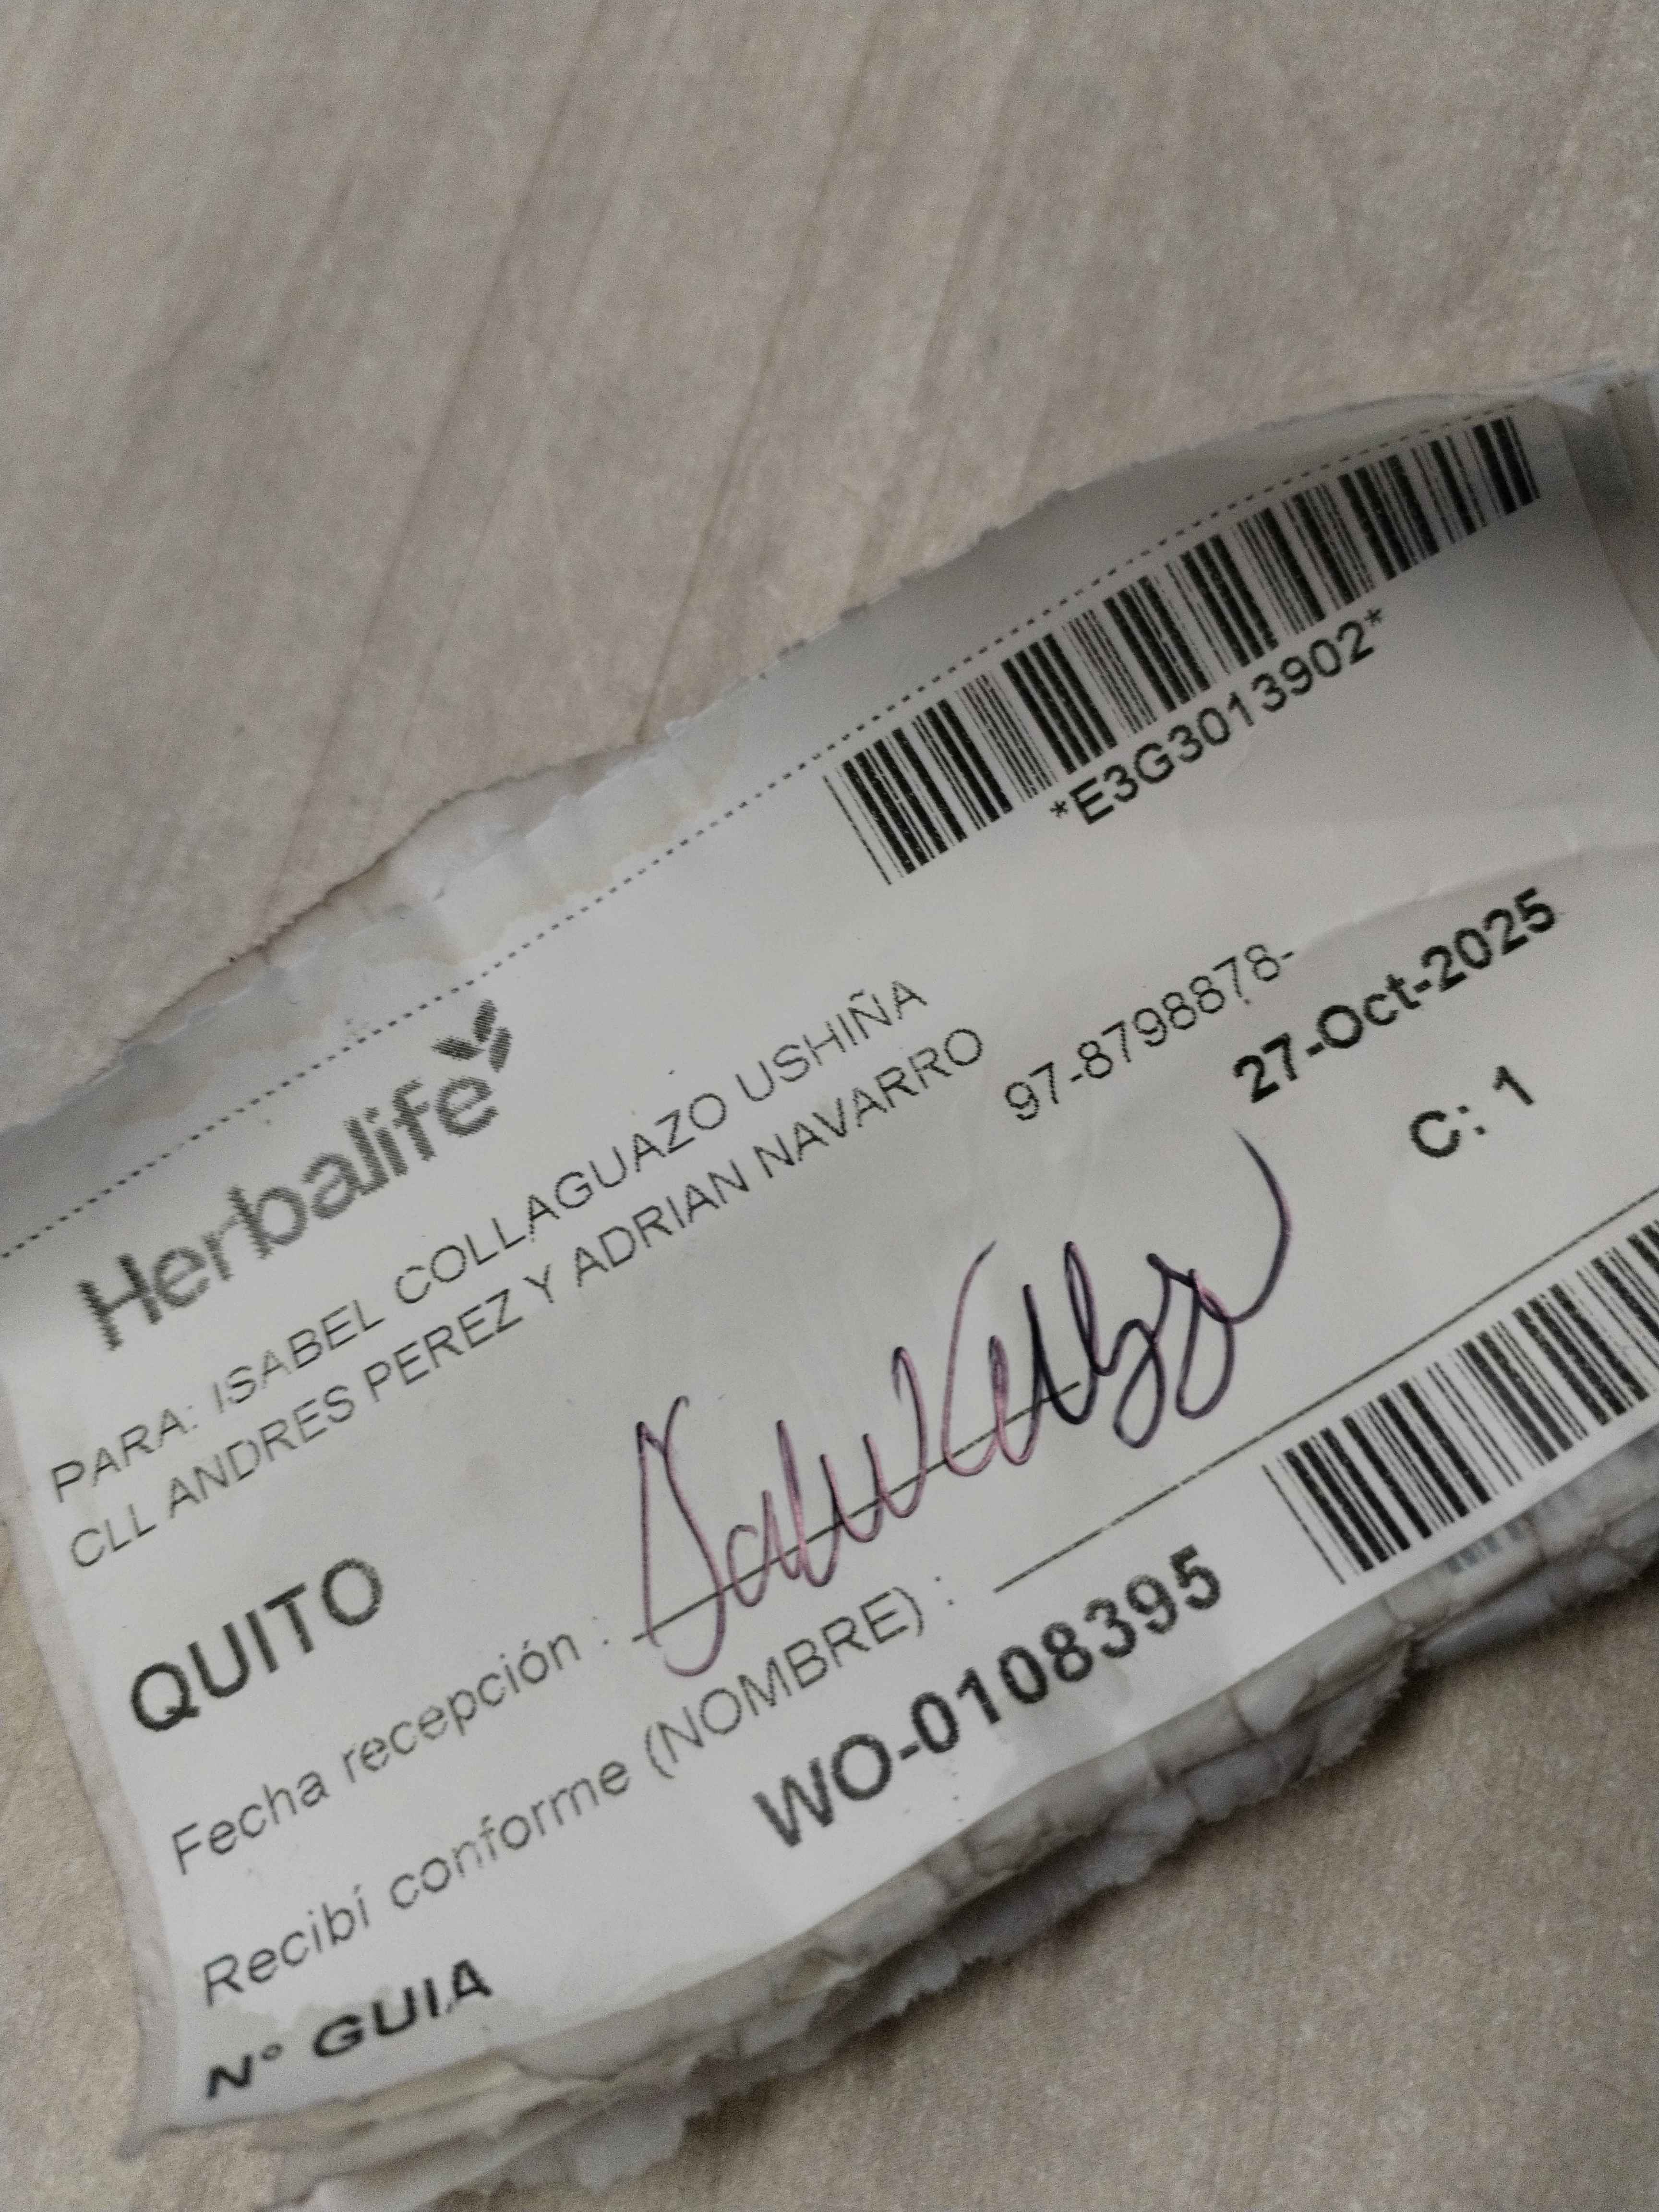 *E3G3013902*
Herbalife
PARA: ISABEL COLLAGUAZO USHIÑA
CLL ANDRES PEREZ Y ADRIAN NAVARRO
97-8798878-
27-Oct-2025
QUITO
C: 1
Fecha recepción :
Recibí conforme (NOMBRE) :
Nº GUIA
WO-0108395